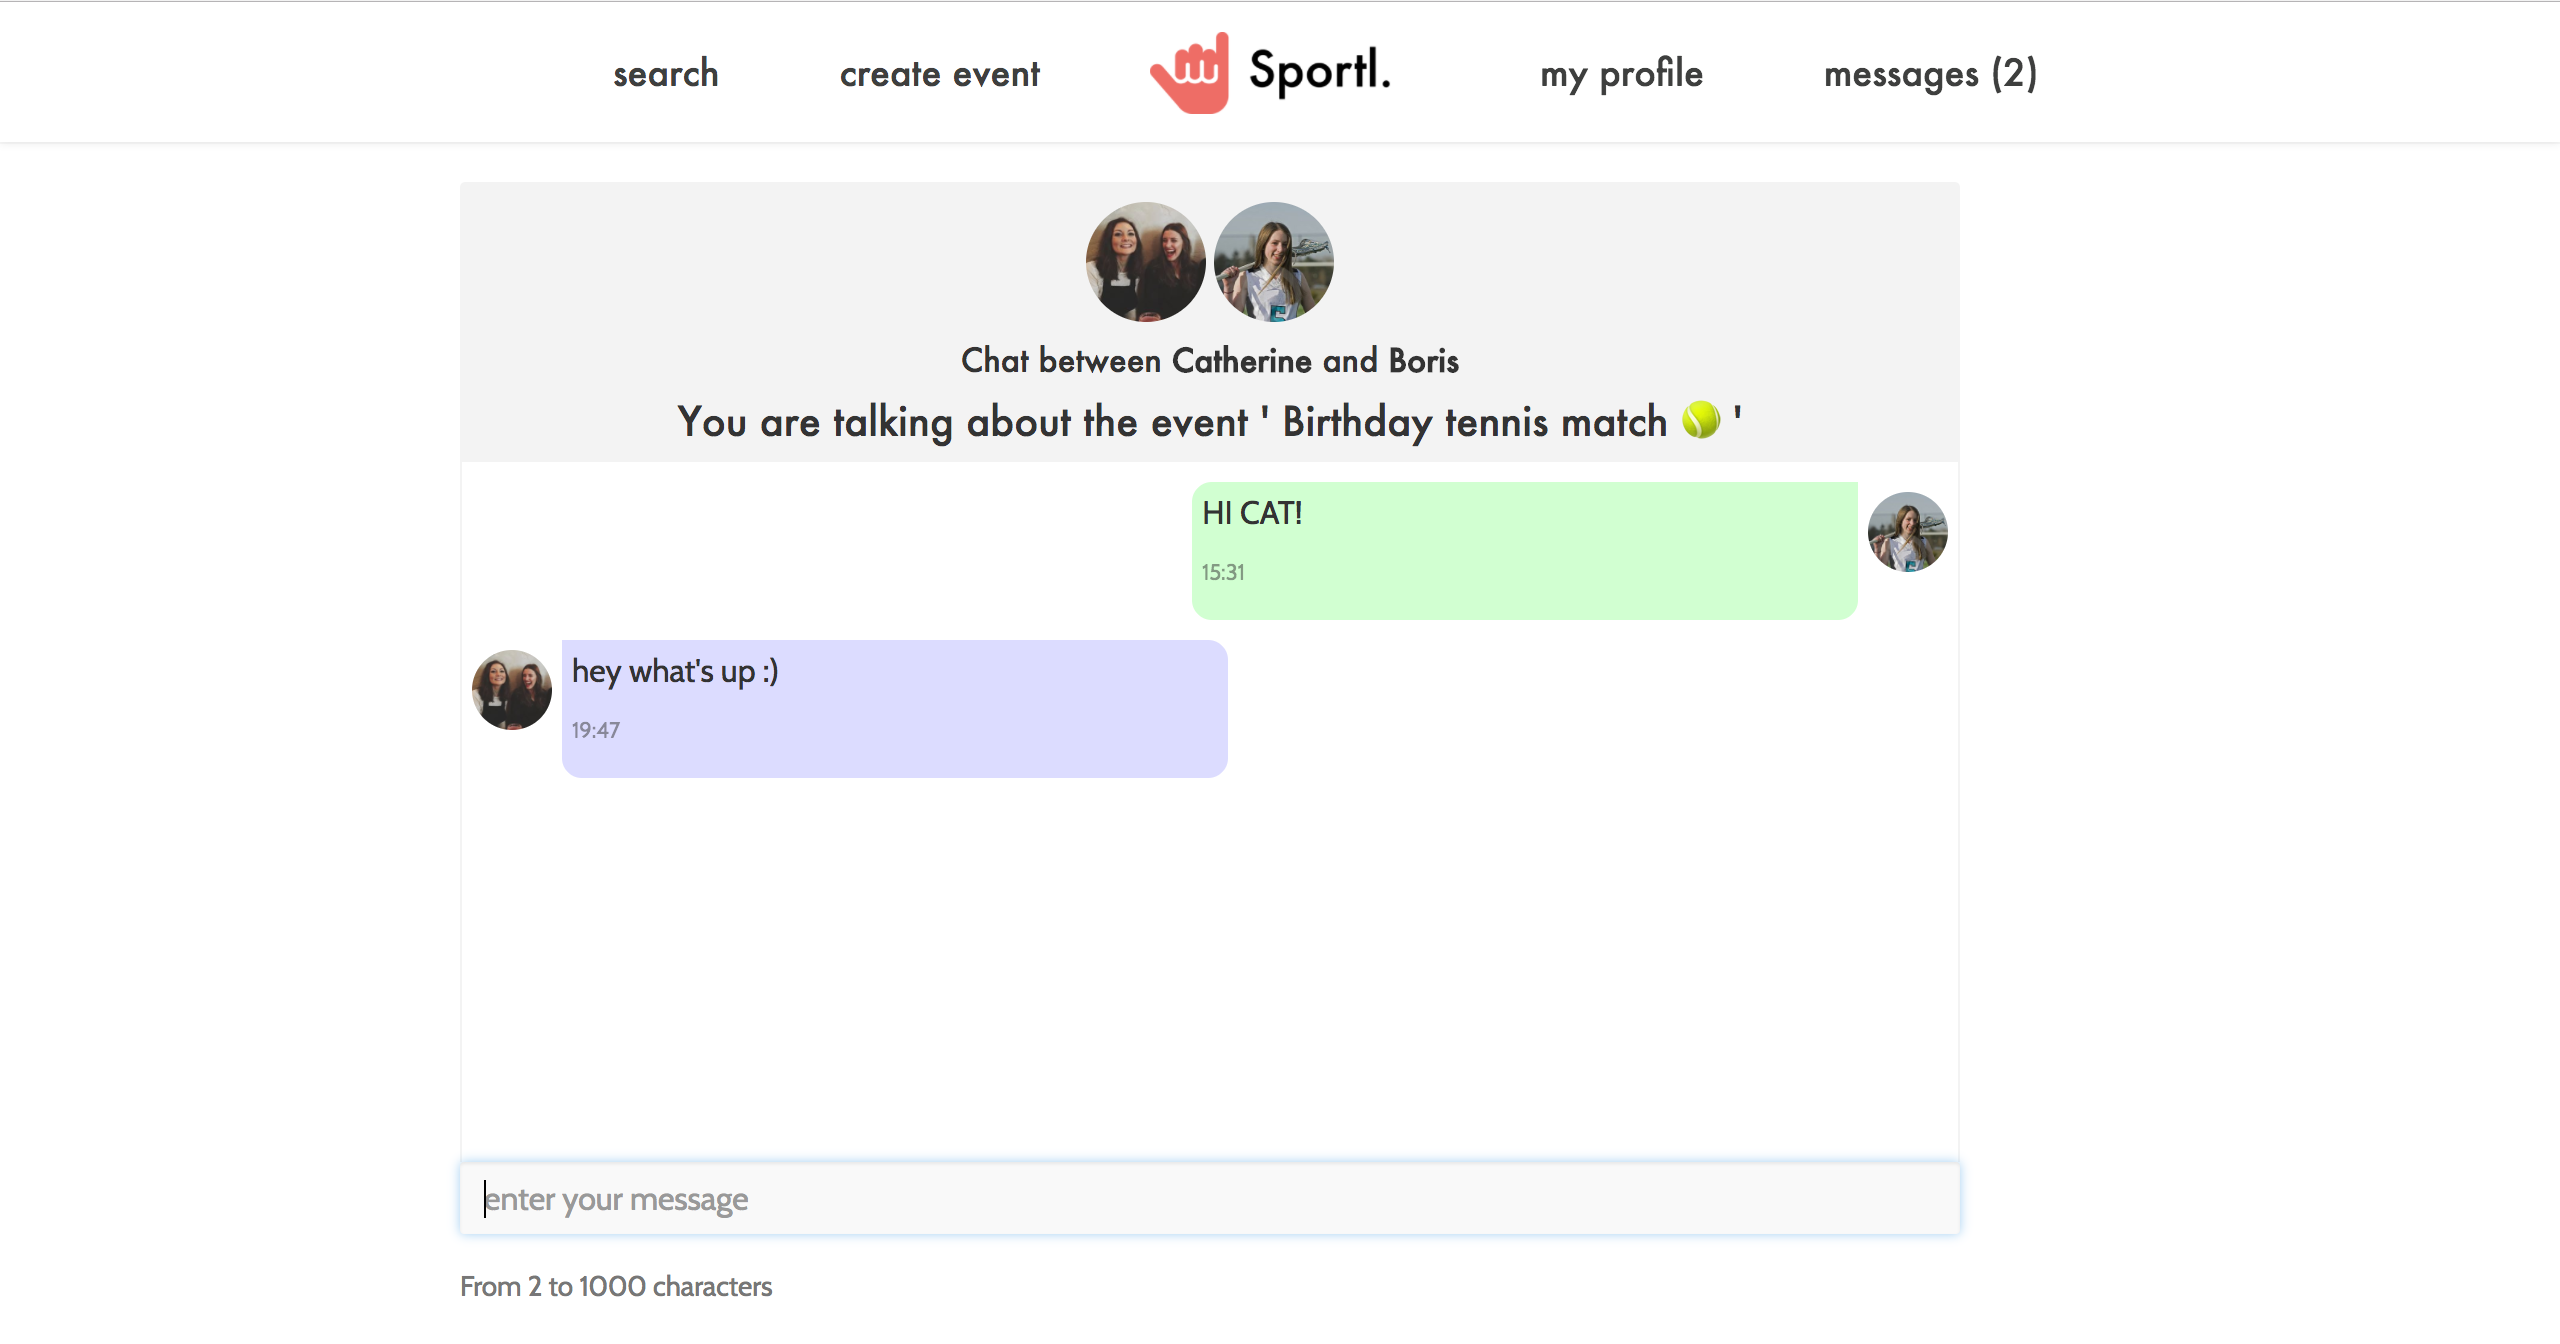 search create event Sportl. my profile messages (2)
Chat between Catherine and Boris
You are talking about the event ' Birthday tennis match 🎾 '
HI CAT!
15:31
hey what's up :)
19:47
enter your message
From 2 to 1000 characters